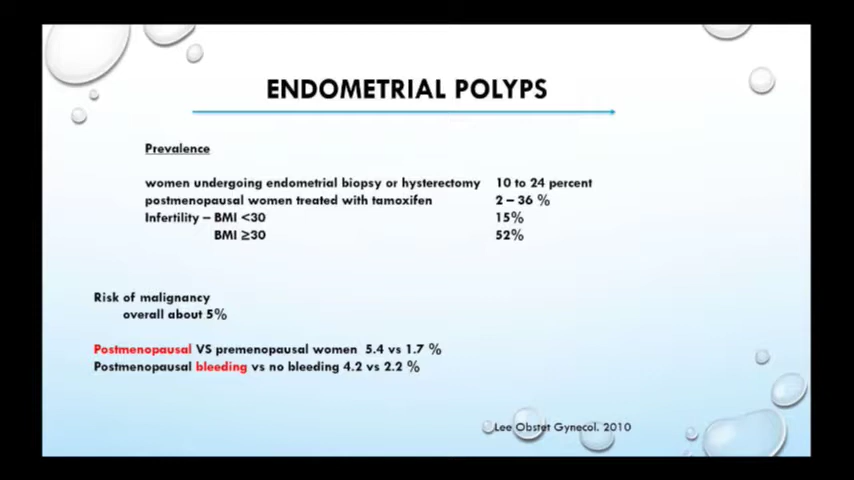 ENDOMETRIAL POLYPS
Prevalence
women undergoing endometrial biopsy or hysterectomy 10 to 24 percent
postmenopausal women treated with tamoxifen 2 – 36 %
Infertility – BMI <30 15%
BMI ≥30 52%
Risk of malignancy
overall about 5%
Postmenopausal VS premenopausal women 5.4 vs 1.7 %
Postmenopausal bleeding vs no bleeding 4.2 vs 2.2 %
Lee Obstet Gynecol. 2010